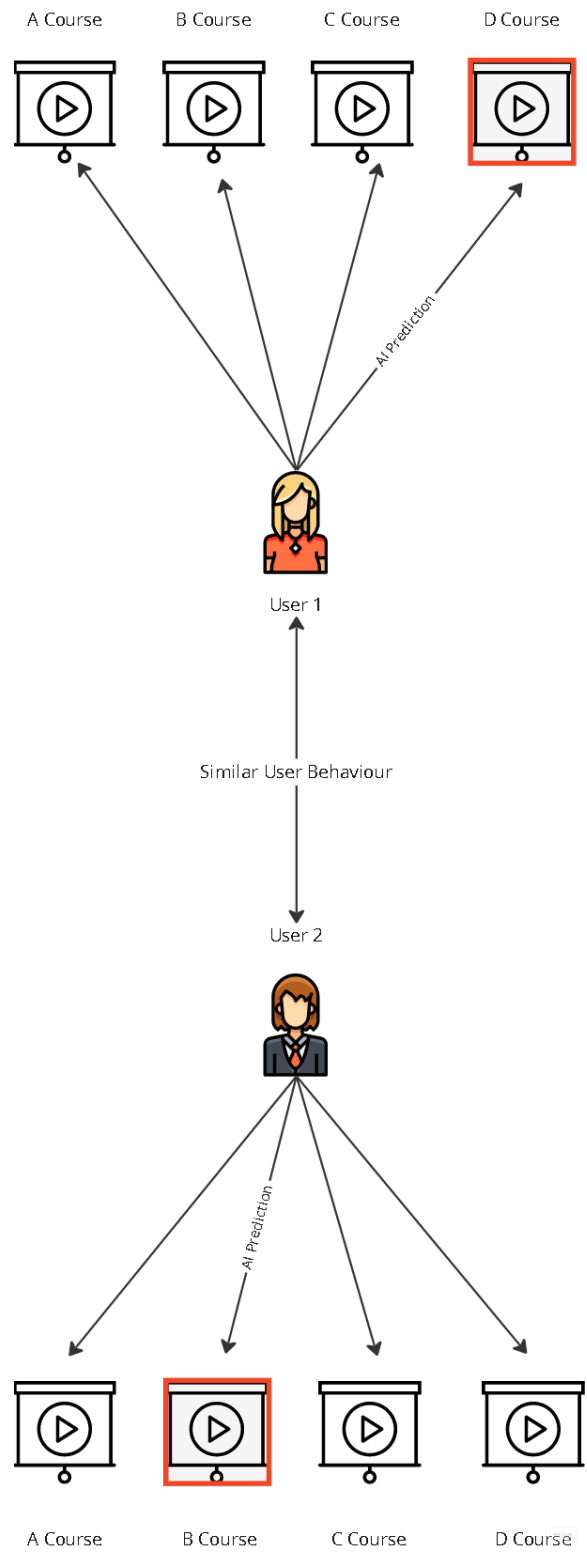 A Course
B Course
C Course
D Course
AI Prediction
User 1
Similar User Behaviour
User 2
AI Prediction
A Course
B Course
C Course
D Course